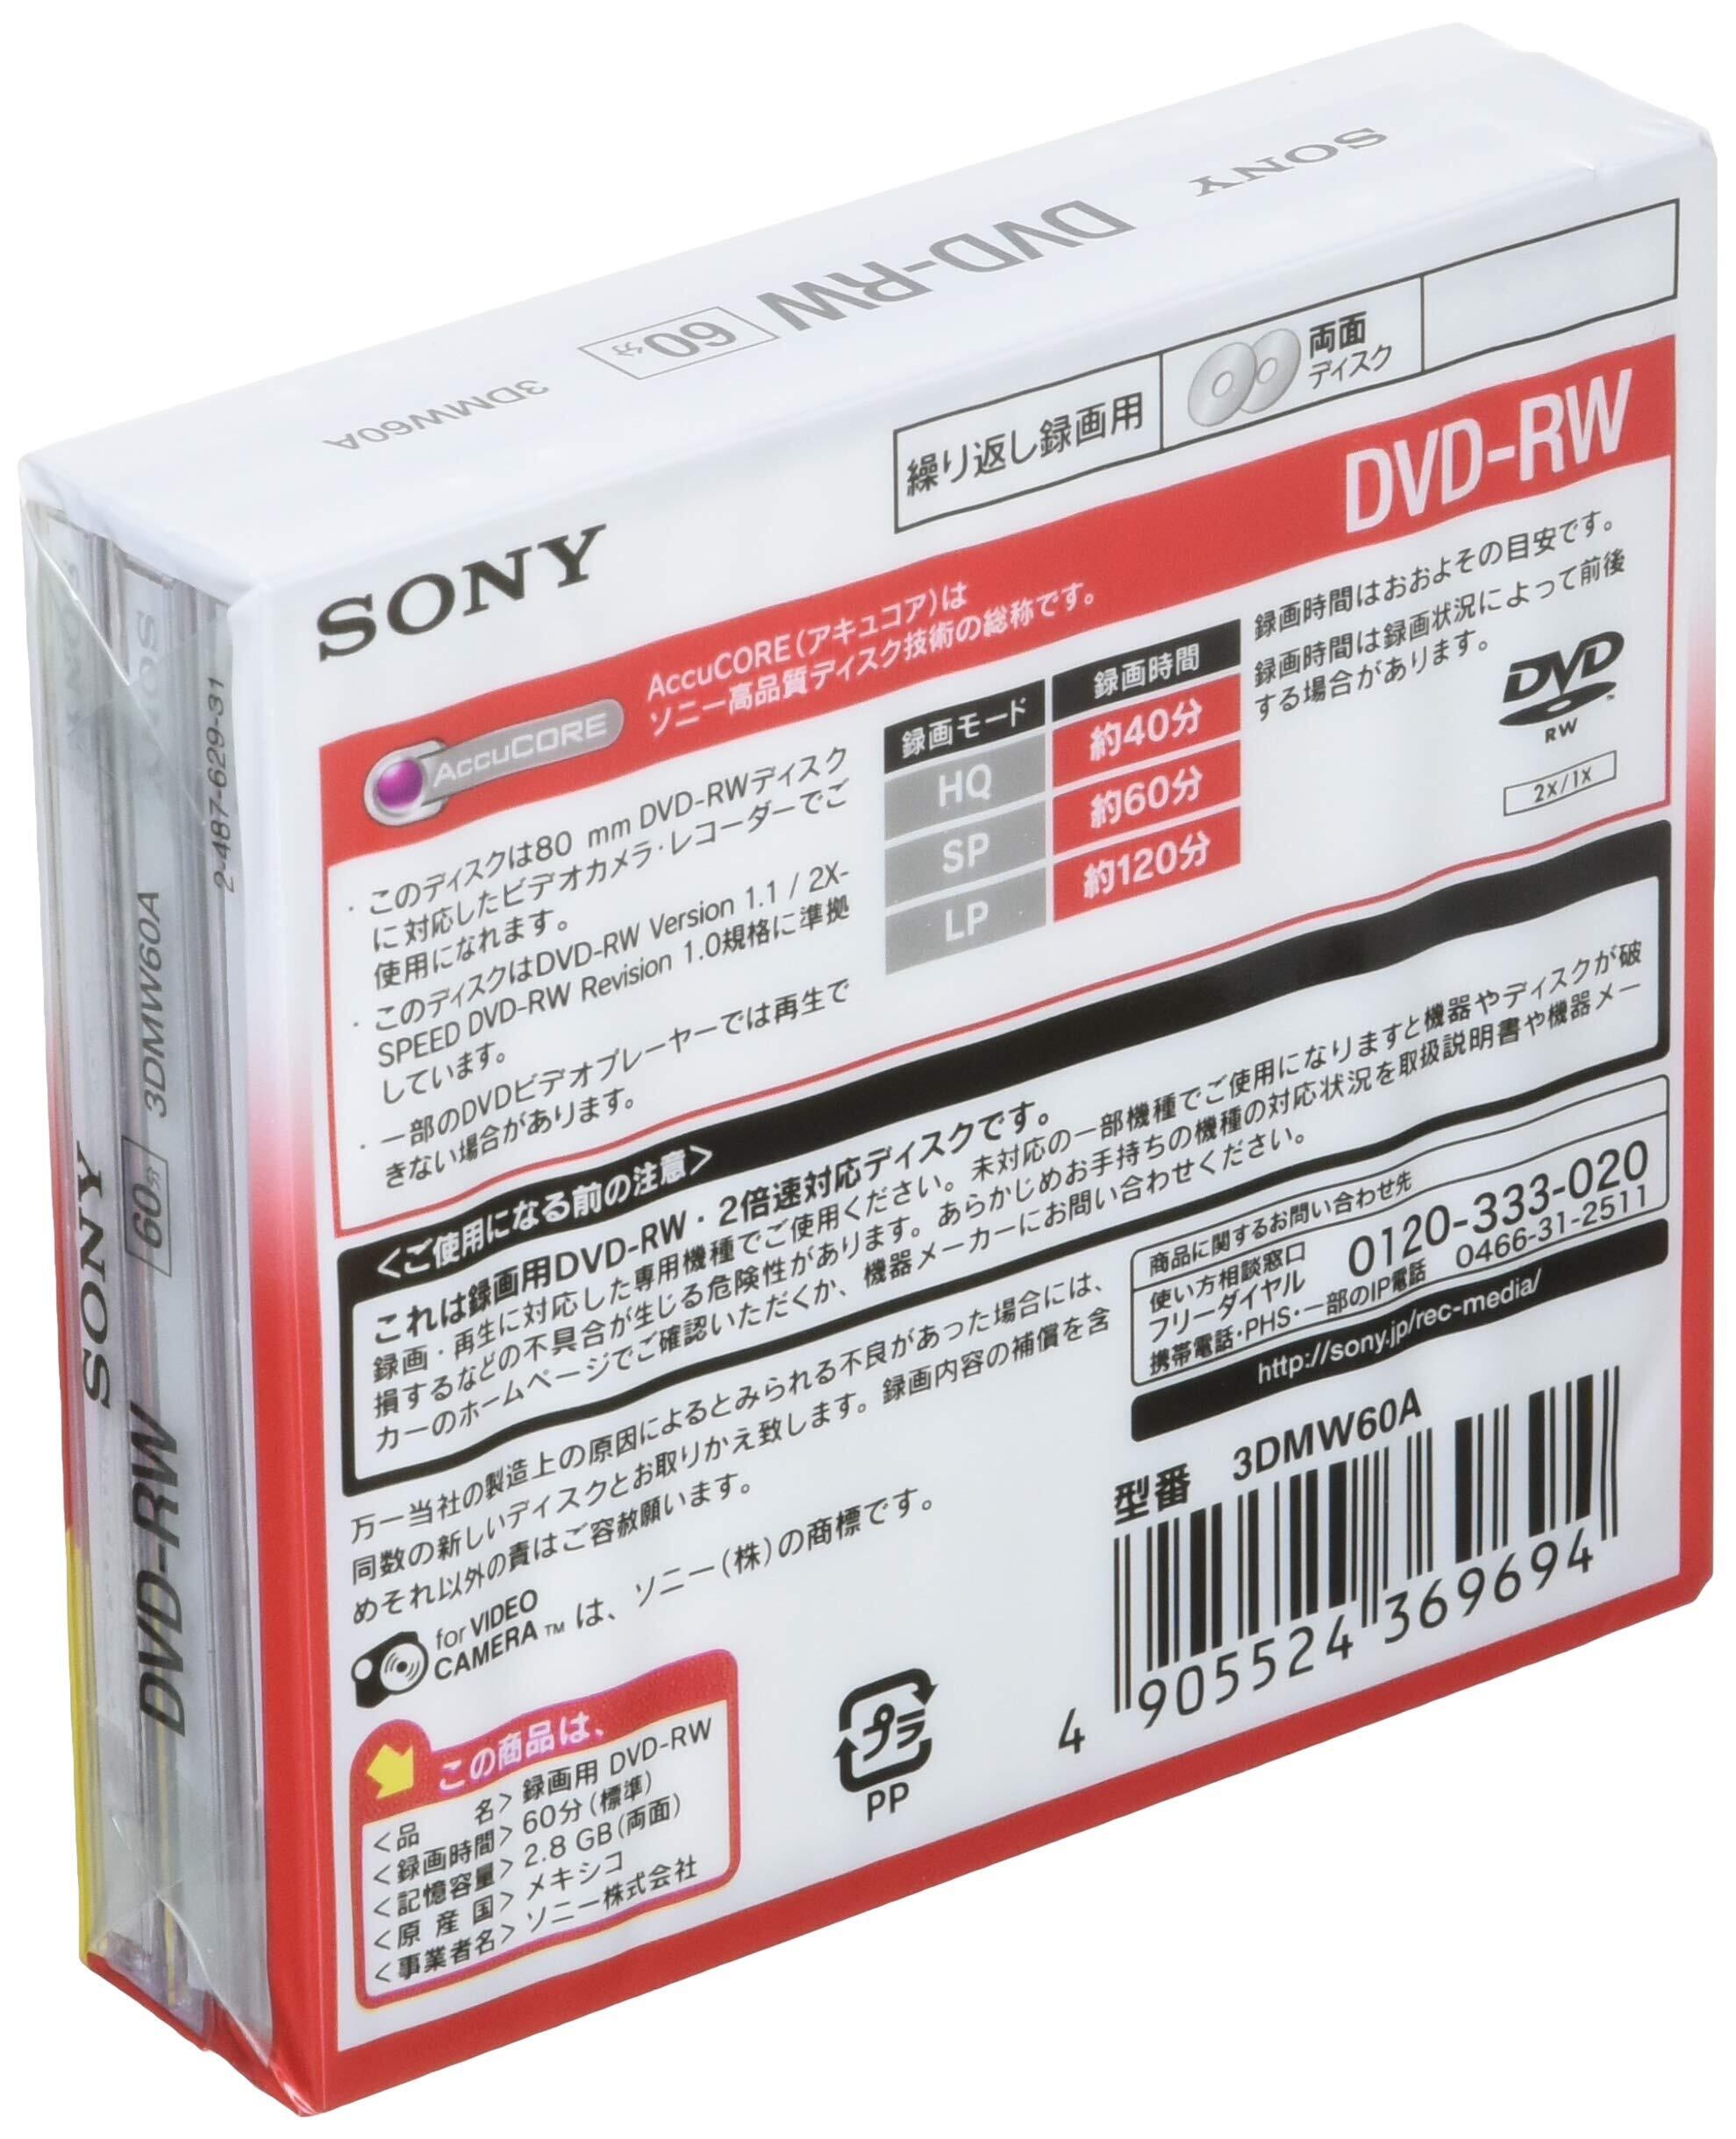 SONY
DVD-RW
60分
3DMW60A
SONY
繰り返し録画用
両面
ディスク
DVD-RW
AccuCORE
AccuCORE(アキュコア)は
ソニー高品質ディスク技術の総称です。
・このディスクは80 mm DVD-RWディスク
に対応したビデオカメラ・レコーダーでご
使用になれます。
・このディスクはDVD-RW Version 1.1 / 2X-
SPEED DVD-RW Revision 1.0規格に準拠
しています。
・一部のDVDビデオプレーヤーでは再生で
きない場合があります。
録画モード 録画時間
HQ 約40分
SP 約60分
LP 約120分
録画時間はおおよその目安です。
録画時間は録画状況によって前後
する場合があります。
DVD
RW
2X/1X
<ご使用になる前の注意>
これは録画用DVD-RW・2倍速対応ディスクです。
録画・再生に対応した専用機種でご使用ください。未対応の一部機種でご使用になりますと機器やディスクが破
損するなどの不具合が生じる危険性があります。あらかじめお手持ちの機種の対応状況を取扱説明書や機器メー
カーのホームページでご確認いただくか、機器メーカーにお問い合わせください。
万一当社の製造上の原因によるとみられる不良があった場合には、
同数の新しいディスクとお取りかえ致します。録画内容の補償を含
めそれ以外の責はご容赦願います。
for VIDEO
CAMERA™ は、ソニー(株)の商標です。
商品に関するお問い合わせ先
使い方相談窓口
フリーダイヤル 0120-333-020
携帯電話・PHS・一部のIP電話 0466-31-2511
http://sony.jp/rec-media/
型番 3DMW60A
4 905524 369694
プラ
PP
この商品は、
<品名> 録画用 DVD-RW
<録画時間> 60分(標準)
<記憶容量> 2.8 GB(両面)
<原産国> メキシコ
<事業者名> ソニー株式会社
SONY
DVD-RW
60分
3DMW60A
2-487-629-31